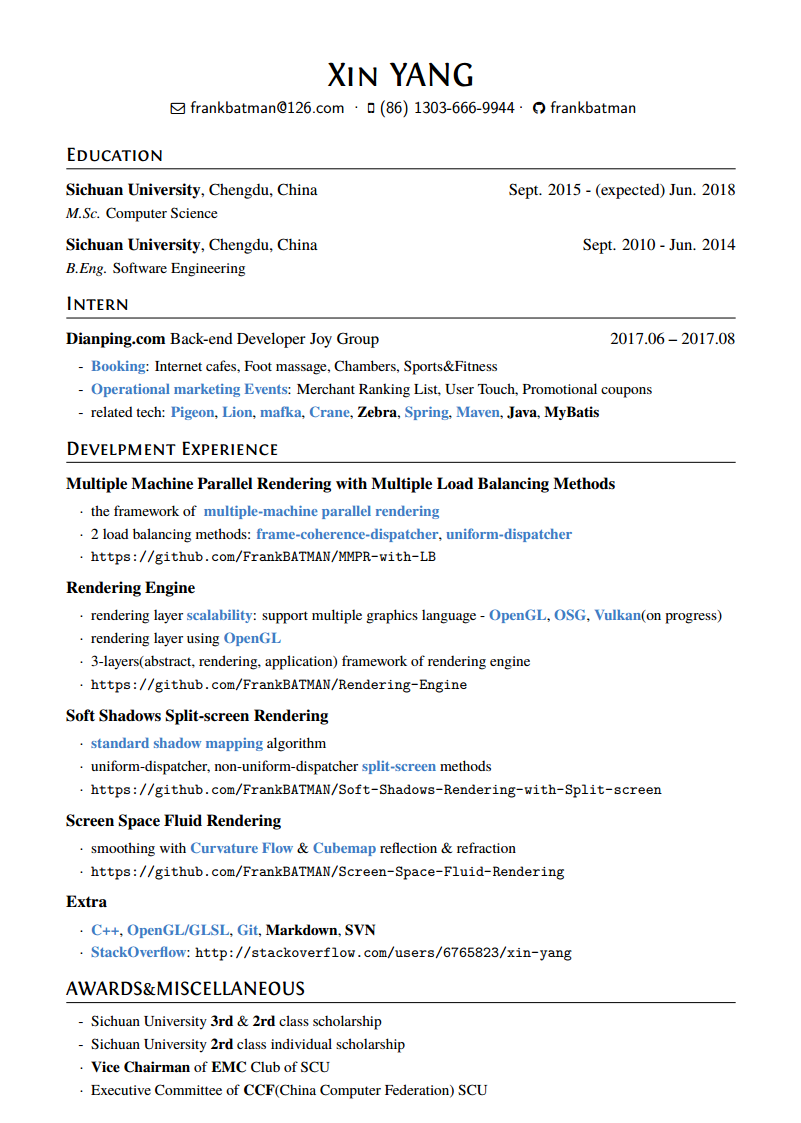 Xin YANG
frankbatman@126.com · (86) 1303-666-9944 · frankbatman
Education
Sichuan University, Chengdu, China Sept. 2015 - (expected) Jun. 2018
M.Sc. Computer Science
Sichuan University, Chengdu, China Sept. 2010 - Jun. 2014
B.Eng. Software Engineering
Intern
Dianping.com Back-end Developer Joy Group 2017.06 – 2017.08
- Booking: Internet cafes, Foot massage, Chambers, Sports&Fitness
- Operational marketing Events: Merchant Ranking List, User Touch, Promotional coupons
- related tech: Pigeon, Lion, mafka, Crane, Zebra, Spring, Maven, Java, MyBatis
Develpment Experience
Multiple Machine Parallel Rendering with Multiple Load Balancing Methods
· the framework of multiple-machine parallel rendering
· 2 load balancing methods: frame-coherence-dispatcher, uniform-dispatcher
· https://github.com/FrankBATMAN/MMPR-with-LB
Rendering Engine
· rendering layer scalability: support multiple graphics language - OpenGL, OSG, Vulkan(on progress)
· rendering layer using OpenGL
· 3-layers(abstract, rendering, application) framework of rendering engine
· https://github.com/FrankBATMAN/Rendering-Engine
Soft Shadows Split-screen Rendering
· standard shadow mapping algorithm
· uniform-dispatcher, non-uniform-dispatcher split-screen methods
· https://github.com/FrankBATMAN/Soft-Shadows-Rendering-with-Split-screen
Screen Space Fluid Rendering
· smoothing with Curvature Flow & Cubemap reflection & refraction
· https://github.com/FrankBATMAN/Screen-Space-Fluid-Rendering
Extra
· C++, OpenGL/GLSL, Git, Markdown, SVN
· StackOverflow: http://stackoverflow.com/users/6765823/xin-yang
AWARDS&MISCELLANEOUS
- Sichuan University 3rd & 2rd class scholarship
- Sichuan University 2rd class individual scholarship
· Vice Chairman of EMC Club of SCU
· Executive Committee of CCF(China Computer Federation) SCU